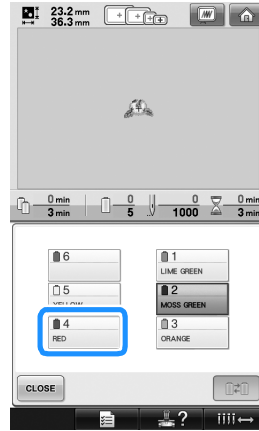 23.2 mm
36.3 mm
0 min
3 min
0
5
0
1000
0 min
3 min
6
1
LIME GREEN
5
YELLOW
2
MOSS GREEN
4
RED
3
ORANGE
CLOSE
?